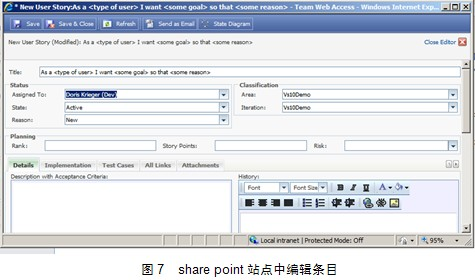 * New User Story:As a <type of user> I want <some goal> so that <some reason> - Team Web Access - Windows Internet Exp...
Save Save & Close Refresh Send as Email State Diagram
New User Story (Modified): As a <type of user> I want <some goal> so that <some reason> Close Editor
Title: As a <type of user> I want <some goal> so that <some reason>
Status Classification
Assigned To: Doris Krieger (Dev) Area: Vs10Demo
State: Active Iteration: Vs10Demo
Reason: New
Planning
Rank: Story Points: Risk:
Details Implementation Test Cases All Links Attachments
Description with Acceptance Criteria: History:
Font Font Size B I U A
Local intranet | Protected Mode: Off 95%
图 7 share point 站点中编辑条目